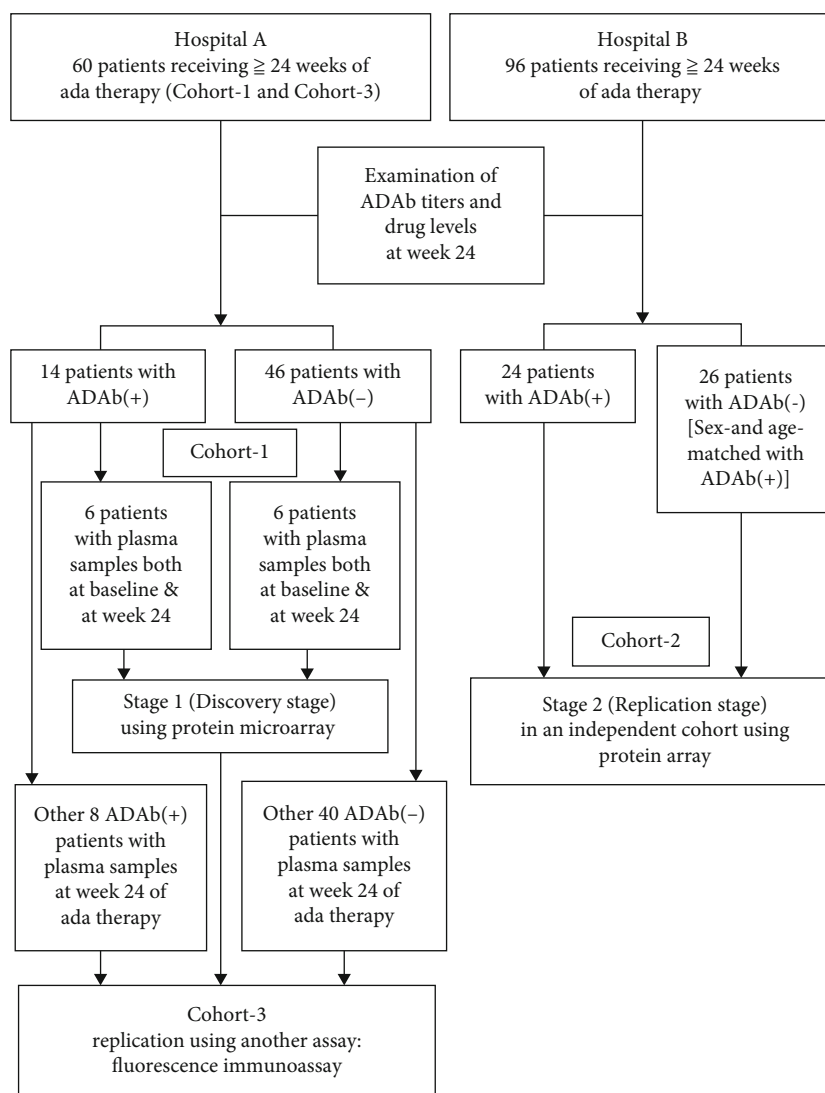 Hospital A
60 patients receiving ≧ 24 weeks of
ada therapy (Cohort-1 and Cohort-3)
Hospital B
96 patients receiving ≧ 24 weeks
of ada therapy
Examination of
ADAb titers and
drug levels
at week 24
14 patients with
ADAb(+)
46 patients with
ADAb(–)
24 patients
with ADAb(+)
26 patients
with ADAb(-)
[Sex-and age-
matched with
ADAb(+)]
Cohort-1
6 patients
with plasma
samples both
at baseline &
at week 24
6 patients
with plasma
samples both
at baseline &
at week 24
Cohort-2
Stage 1 (Discovery stage)
using protein microarray
Stage 2 (Replication stage)
in an independent cohort using
protein array
Other 8 ADAb(+)
patients with
plasma samples
at week 24 of
ada therapy
Other 40 ADAb(–)
patients with
plasma samples
at week 24 of
ada therapy
Cohort-3
replication using another assay:
fluorescence immunoassay